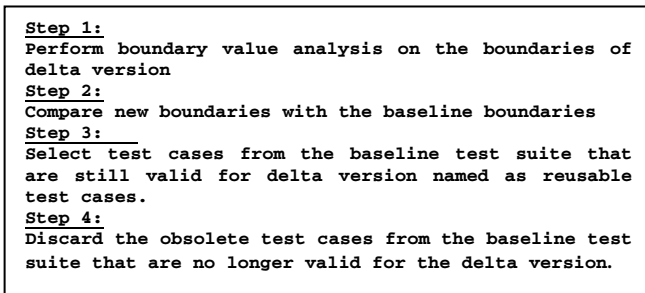 Step 1:
Perform boundary value analysis on the boundaries of
delta version
Step 2:
Compare new boundaries with the baseline boundaries
Step 3:
Select test cases from the baseline test suite that
are still valid for delta version named as reusable
test cases.
Step 4:
Discard the obsolete test cases from the baseline test
suite that are no longer valid for the delta version.